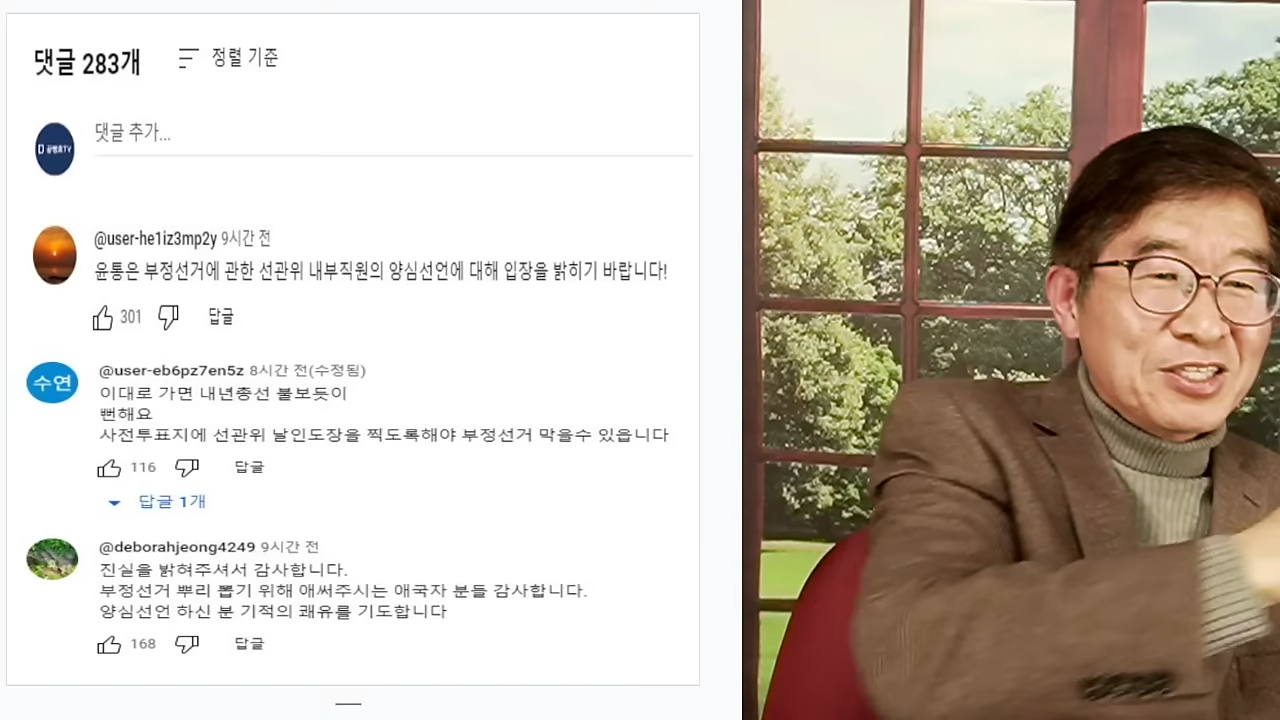 댓글 283개
정렬 기준
D 공병호TV
댓글 추가...
@user-he1iz3mp2y 9시간 전
윤통은 부정선거에 관한 선관위 내부직원의 양심선언에 대해 입장을 밝히기 바랍니다!
301 답글
수연
@user-eb6pz7en5z 8시간 전(수정됨)
이대로 가면 내년총선 불보듯이
뻔해요
사전투표지에 선관위 날인도장을 찍도록해야 부정선거 막을수 있읍니다
116 답글
답글 1개
@deborahjeong4249 9시간 전
진실을 밝혀주셔서 감사합니다.
부정선거 뿌리 뽑기 위해 애써주시는 애국자 분들 감사합니다.
양심선언 하신 분 기적의 쾌유를 기도합니다
168 답글